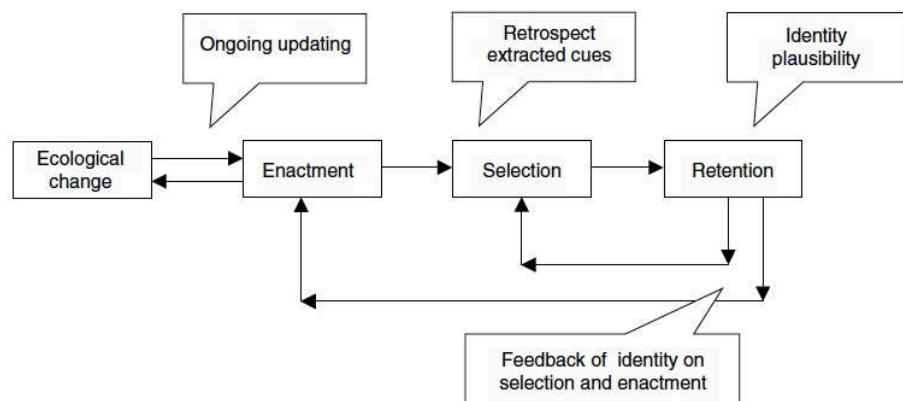 Ongoing updating
Retrospect
extracted cues
Identity
plausibility
Ecological
change
Enactment
Selection
Retention
Feedback of identity on
selection and enactment